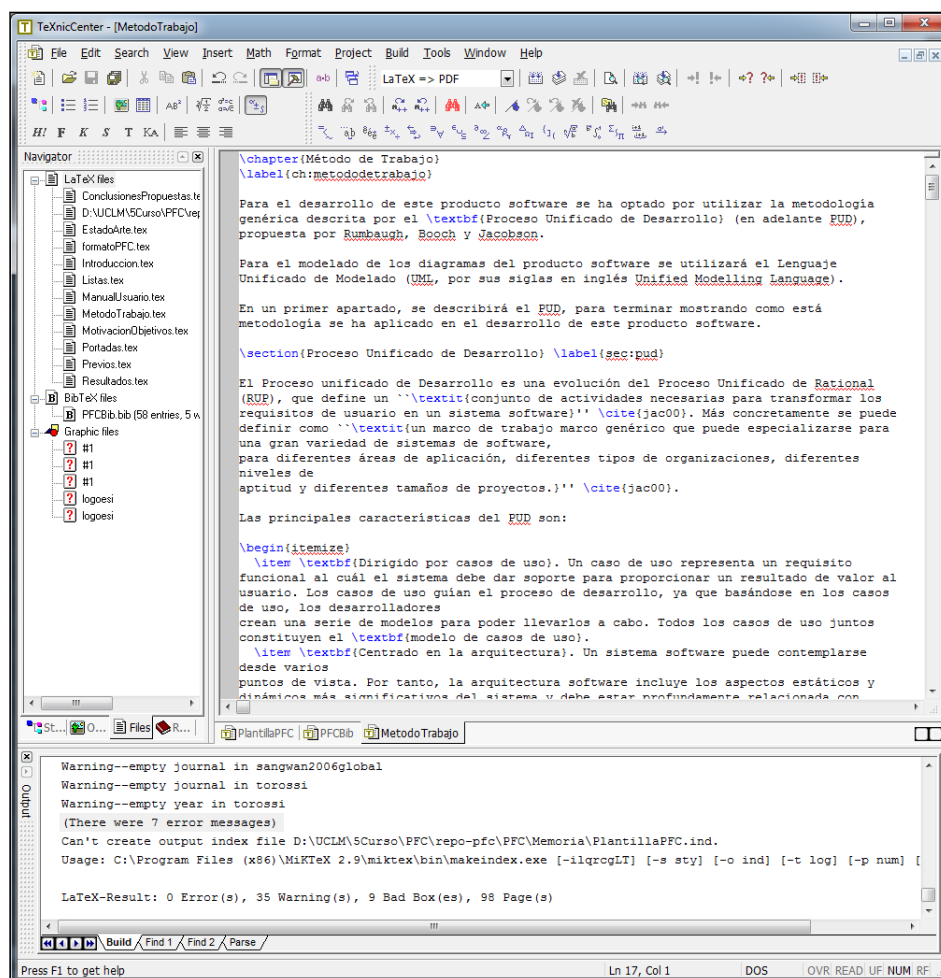 TeXnicCenter - [MetodoTrabajo]
File Edit Search View Insert Math Format Project Build Tools Window Help
LaTeX => PDF
H! F K S T KA
Navigator
LaTeX files
ConclusionesPropuestas.te
D:\UCLM\5Curso\PFC\rep
EstadoArte.tex
formatoPFC.tex
Introduccion.tex
Listas.tex
ManualUsuario.tex
MetodoTrabajo.tex
MotivacionObjetivos.tex
Portadas.tex
Previos.tex
Resultados.tex
BibTeX files
PFCBib.bib (58 entries, 5 w
Graphic files
#1
#1
#1
logoesi
logoesi
St... O... Files R...
\chapter{Método de Trabajo}
\label{ch:metododetrabajo}
Para el desarrollo de este producto software se ha optado por utilizar la metodología
genérica descrita por el \textbf{Proceso Unificado de Desarrollo} (en adelante PUD),
propuesta por Rumbaugh, Booch y Jacobson.
Para el modelado de los diagramas del producto software se utilizará el Lenguaje
Unificado de Modelado (UML, por sus siglas en inglés Unified Modelling Language).
En un primer apartado, se describirá el PUD, para terminar mostrando como está
metodología se ha aplicado en el desarrollo de este producto software.
\section{Proceso Unificado de Desarrollo} \label{sec:pud}
El Proceso unificado de Desarrollo es una evolución del Proceso Unificado de Rational
(RUP), que define un ``\textit{conjunto de actividades necesarias para transformar los
requisitos de usuario en un sistema software}'' \cite{jac00}. Más concretamente se puede
definir como ``\textit{un marco de trabajo marco genérico que puede especializarse para
una gran variedad de sistemas de software,
para diferentes áreas de aplicación, diferentes tipos de organizaciones, diferentes
niveles de
aptitud y diferentes tamaños de proyectos.}'' \cite{jac00}.
Las principales características del PUD son:
\begin{itemize}
\item \textbf{Dirigido por casos de uso}. Un caso de uso representa un requisito
funcional al cuál el sistema debe dar soporte para proporcionar un resultado de valor al
usuario. Los casos de uso guían el proceso de desarrollo, ya que basándose en los casos
de uso, los desarrolladores
crean una serie de modelos para poder llevarlos a cabo. Todos los casos de uso juntos
constituyen el \textbf{modelo de casos de uso}.
\item \textbf{Centrado en la arquitectura}. Un sistema software puede contemplarse
desde varios
puntos de vista. Por tanto, la arquitectura software incluye los aspectos estáticos y
dinámicos más significativos del sistema y debe estar profundamente relacionada con
PlantillaPFC PFCBib MetodoTrabajo
Output
Warning--empty journal in sangwan2006global
Warning--empty journal in torossi
Warning--empty year in torossi
(There were 7 error messages)
Can't create output index file D:\UCLM\5Curso\PFC\repo-pfc\PFC\Memoria\PlantillaPFC.ind.
Usage: C:\Program Files (x86)\MiKTeX 2.9\miktex\bin\makeindex.exe [-ilqrcgLT] [-s sty] [-o ind] [-t log] [-p num] [
LaTeX-Result: 0 Error(s), 35 Warning(s), 9 Bad Box(es), 98 Page(s)
Build Find 1 Find 2 Parse
Press F1 to get help
Ln 17, Col 1 DOS OVR READ UF NUM RF